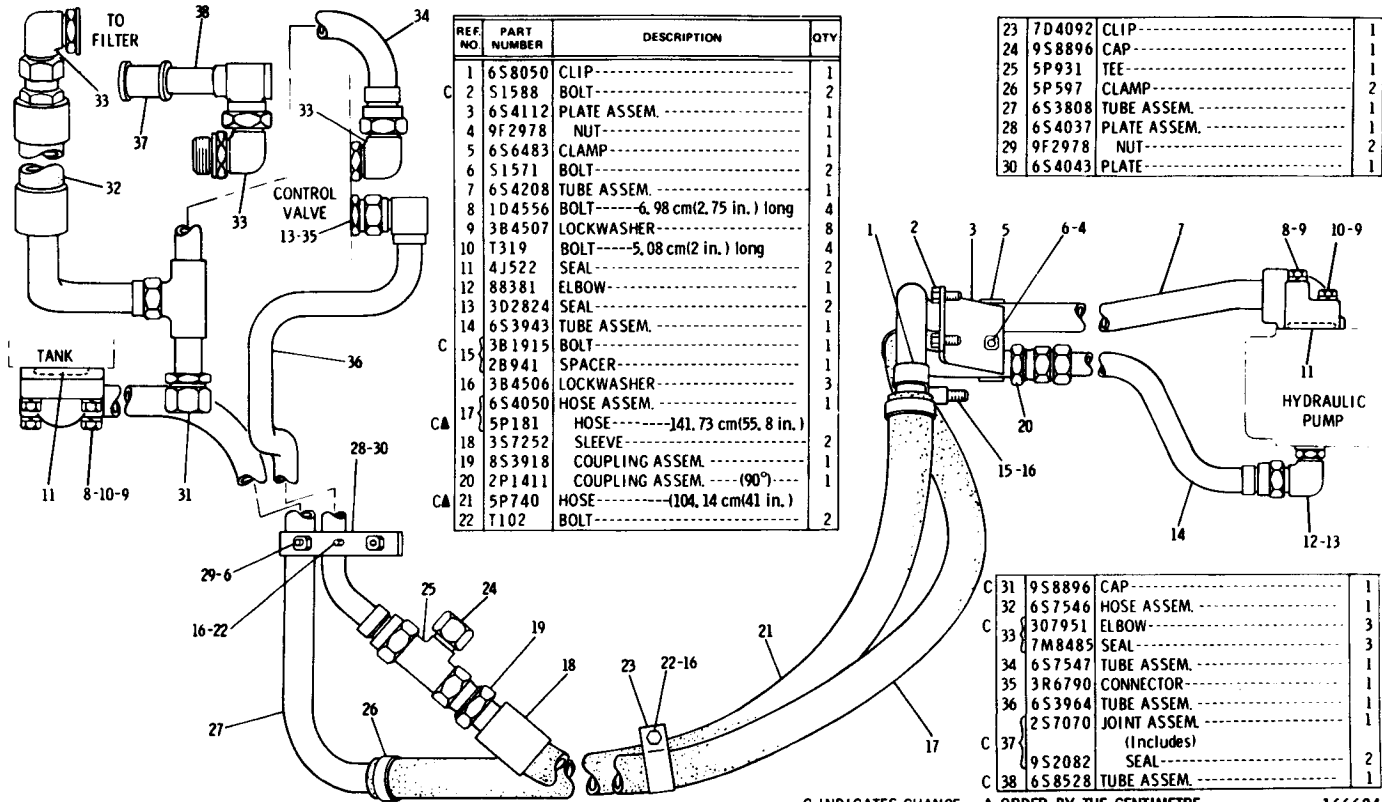 TO
FILTER
38
34
33
37
33
33
32
CONTROL
VALVE
13-35
36
TANK
11
8-10-9
31
28-30
29-6
16-22
25
24
19
18
27
26
23
22-16
21
17
1
2
3
5
6-4
7
8-9
10-9
11
HYDRAULIC
PUMP
20
15-16
14
12-13
REF. NO. PART NUMBER DESCRIPTION QTY
1 6S8050 CLIP 1
C 2 S1588 BOLT 2
3 6S4112 PLATE ASSEM. 1
4 9F2978 NUT 1
5 6S6483 CLAMP 1
6 S1571 BOLT 2
7 6S4208 TUBE ASSEM. 1
8 1D4556 BOLT------6.98 cm(2.75 in.) long 4
9 3B4507 LOCKWASHER 8
10 T319 BOLT-----5.08 cm(2 in.) long 4
11 4J522 SEAL 2
12 88381 ELBOW 1
13 3D2824 SEAL 2
14 6S3943 TUBE ASSEM. 1
C 15 { 3B1915 BOLT 1
2B941 SPACER 1
16 3B4506 LOCKWASHER 3
17 { 6S4050 HOSE ASSEM. 1
C▲ 5P181 HOSE-------141.73 cm(55.8 in.)
18 3S7252 SLEEVE 2
19 8S3918 COUPLING ASSEM. 1
20 2P1411 COUPLING ASSEM. ----(90°)---- 1
C▲ 21 5P740 HOSE---------(104.14 cm(41 in.)
22 T102 BOLT 2
23 7D4092 CLIP 1
24 9S8896 CAP 1
25 5P931 TEE 1
26 5P597 CLAMP 2
27 6S3808 TUBE ASSEM. 1
28 6S4037 PLATE ASSEM. 1
29 9F2978 NUT 2
30 6S4043 PLATE 1
C 31 9S8896 CAP 1
32 6S7546 HOSE ASSEM. 1
C 33 { 307951 ELBOW 3
7M8485 SEAL 3
34 6S7547 TUBE ASSEM. 1
35 3R6790 CONNECTOR 1
36 6S3964 TUBE ASSEM. 1
C 37 { 2S7070 JOINT ASSEM. 1
(Includes)
9S2082 SEAL 2
C 38 6S8528 TUBE ASSEM. 1